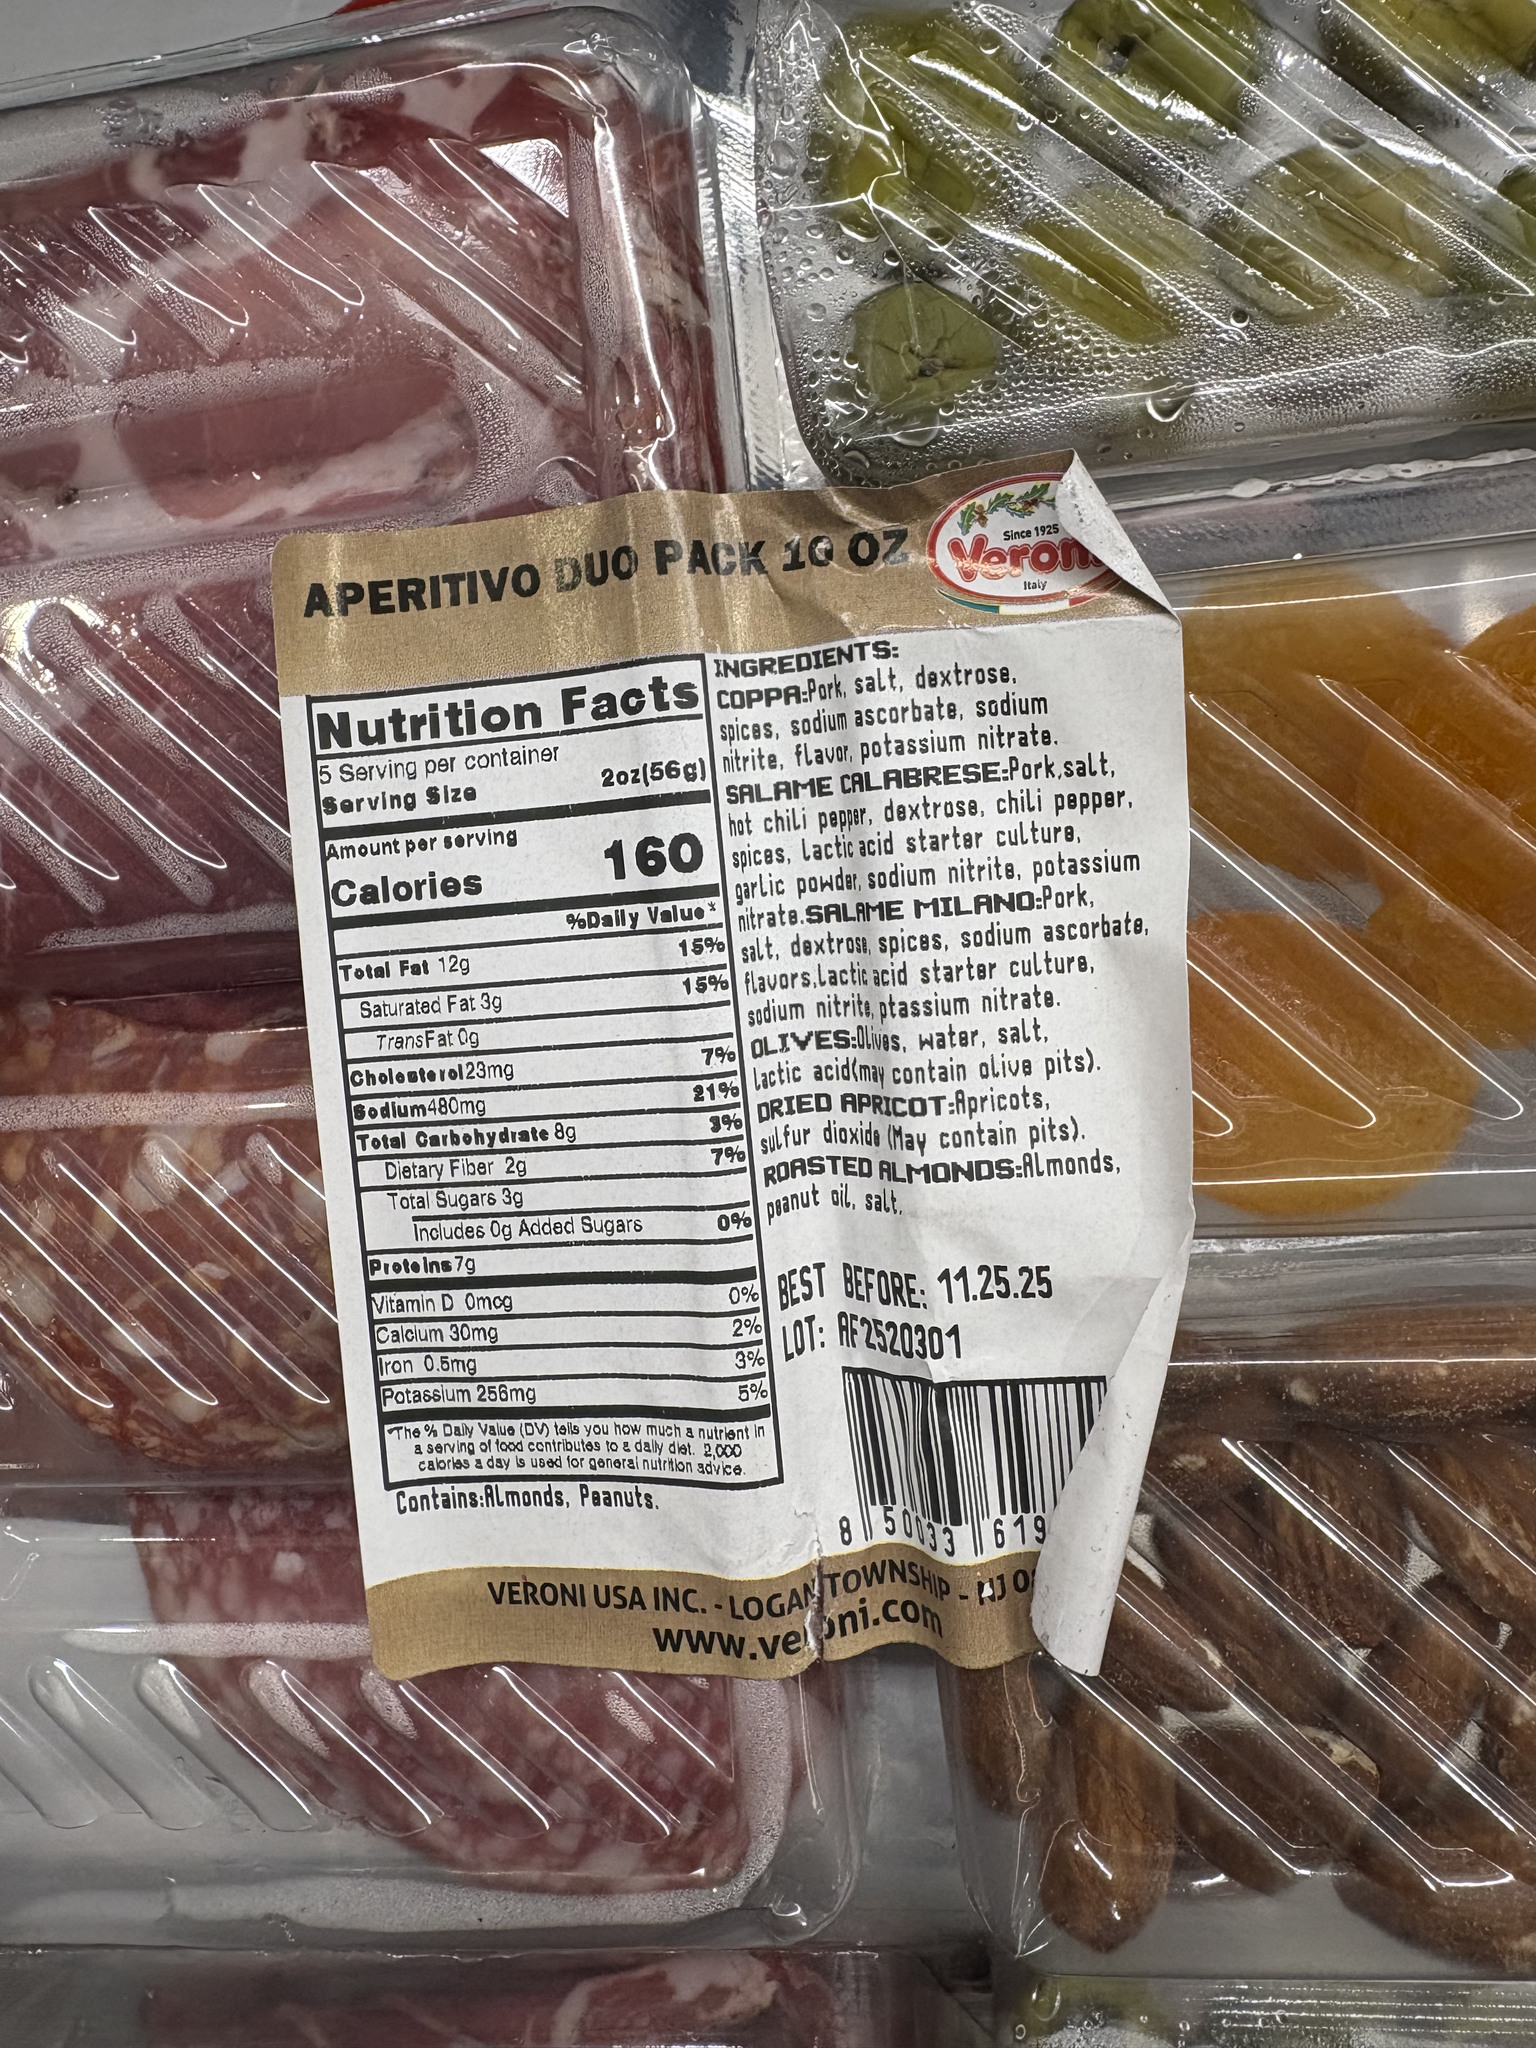 APERITIVO DUO PACK 10 OZ
Since 1925
Veroni
Italy
Nutrition Facts
5 Serving per container
Serving Size 2oz(56g)
Amount per serving
Calories 160
%Daily Value*
Total Fat 12g 15%
Saturated Fat 3g 15%
TransFat 0g
Cholesterol23mg 7%
Sodium480mg 21%
Total Carbohydrate 8g 3%
Dietary Fiber 2g 7%
Total Sugars 3g
Includes 0g Added Sugars 0%
Proteins7g
Vitamin D 0mcg 0%
Calcium 30mg 2%
Iron 0.5mg 3%
Potassium 256mg 5%
*The % Daily Value (DV) tells you how much a nutrient in
a serving of food contributes to a daily diet. 2,000
calories a day is used for general nutrition advice.
Contains:Almonds, Peanuts.
INGREDIENTS:
COPPA:Pork, salt, dextrose,
spices, sodium ascorbate, sodium
nitrite, flavor, potassium nitrate.
SALAME CALABRESE:Pork,salt,
hot chili pepper, dextrose, chili pepper,
spices, Lactic acid starter culture,
garlic powder, sodium nitrite, potassium
nitrate.SALAME MILANO:Pork,
salt, dextrose, spices, sodium ascorbate,
flavors,Lactic acid starter culture,
sodium nitrite, ptassium nitrate.
OLIVES:Olives, water, salt,
Lactic acid(may contain olive pits).
DRIED APRICOT:Apricots,
sulfur dioxide (May contain pits).
ROASTED ALMONDS:Almonds,
peanut oil, salt.
BEST BEFORE: 11.25.25
LOT: AF2520301
8 50033 619
VERONI USA INC. - LOGAN TOWNSHIP - NJ 0
www.veroni.com